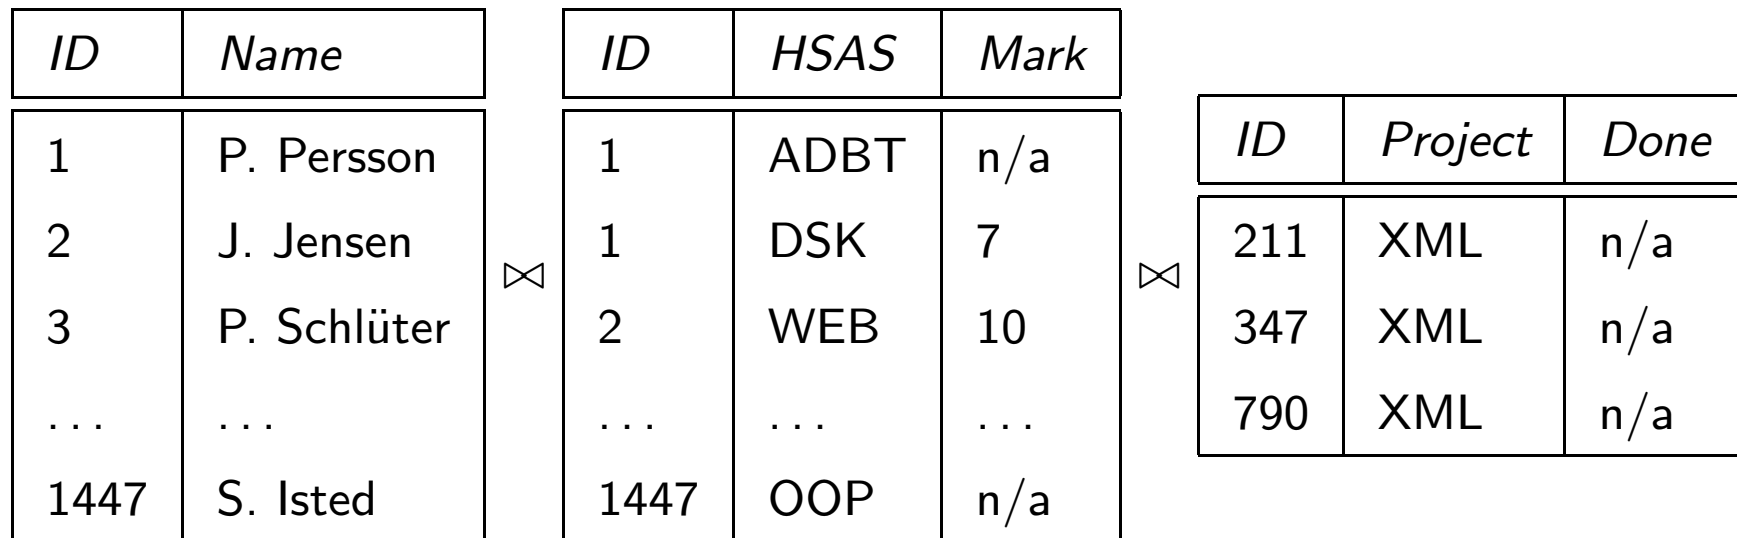 ID Name
1 P. Persson
2 J. Jensen
3 P. Schlüter
... ...
1447 S. Isted
⋈
ID HSAS Mark
1 ADBT n/a
1 DSK 7
2 WEB 10
... ... ...
1447 OOP n/a
⋈
ID Project Done
211 XML n/a
347 XML n/a
790 XML n/a